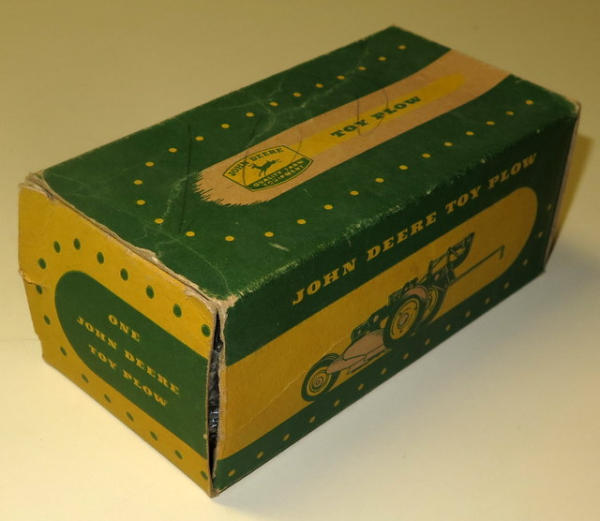 TOY PLOW
JOHN DEERE
QUALITY FARM
EQUIPMENT
JOHN DEERE TOY PLOW
ONE
JOHN DEERE
TOY PLOW